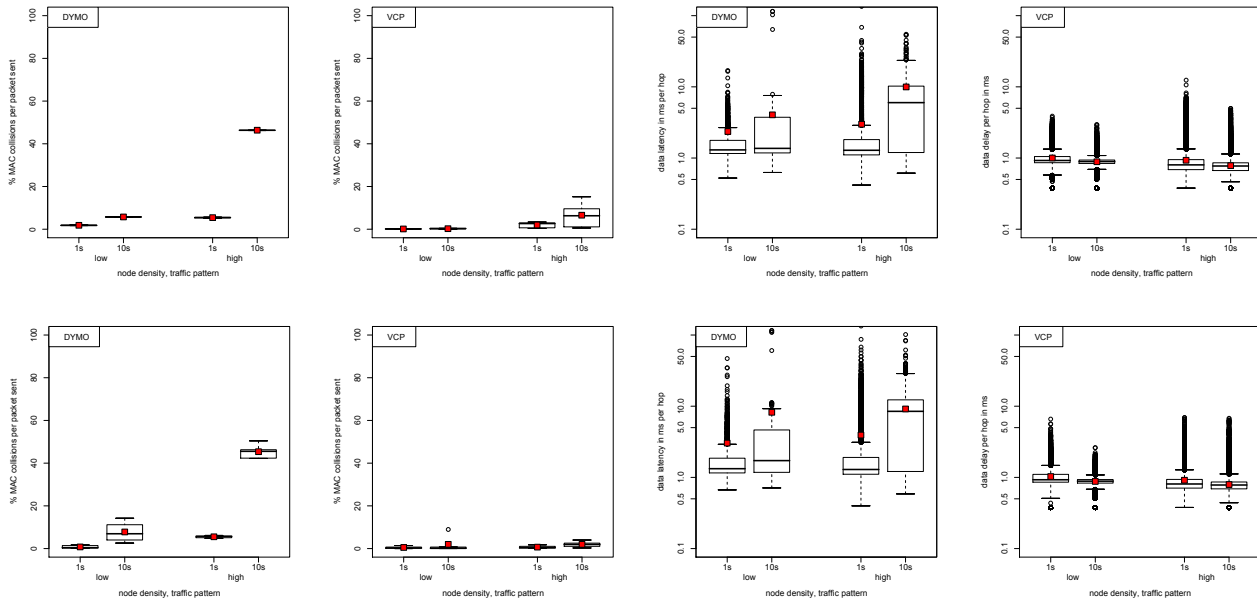 DYMO
% MAC collisions per packet sent
100
80
60
40
20
0
1s 10s 1s 10s
low high
node density, traffic pattern
VCP
% MAC collisions per packet sent
100
80
60
40
20
0
1s 10s 1s 10s
low high
node density, traffic pattern
DYMO
data latency in ms per hop
50.0
10.0
5.0
1.0
0.5
0.1
1s 10s 1s 10s
low high
node density, traffic pattern
VCP
data delay per hop in ms
50.0
10.0
5.0
1.0
0.5
0.1
1s 10s 1s 10s
low high
node density, traffic pattern
DYMO
% MAC collisions per packet sent
100
80
60
40
20
0
1s 10s 1s 10s
low high
node density, traffic pattern
VCP
% MAC collisions per packet sent
100
80
60
40
20
0
1s 10s 1s 10s
low high
node density, traffic pattern
DYMO
data latency in ms per hop
50.0
10.0
5.0
1.0
0.5
0.1
1s 10s 1s 10s
low high
node density, traffic pattern
VCP
data delay per hop in ms
50.0
10.0
5.0
1.0
0.5
0.1
1s 10s 1s 10s
low high
node density, traffic pattern